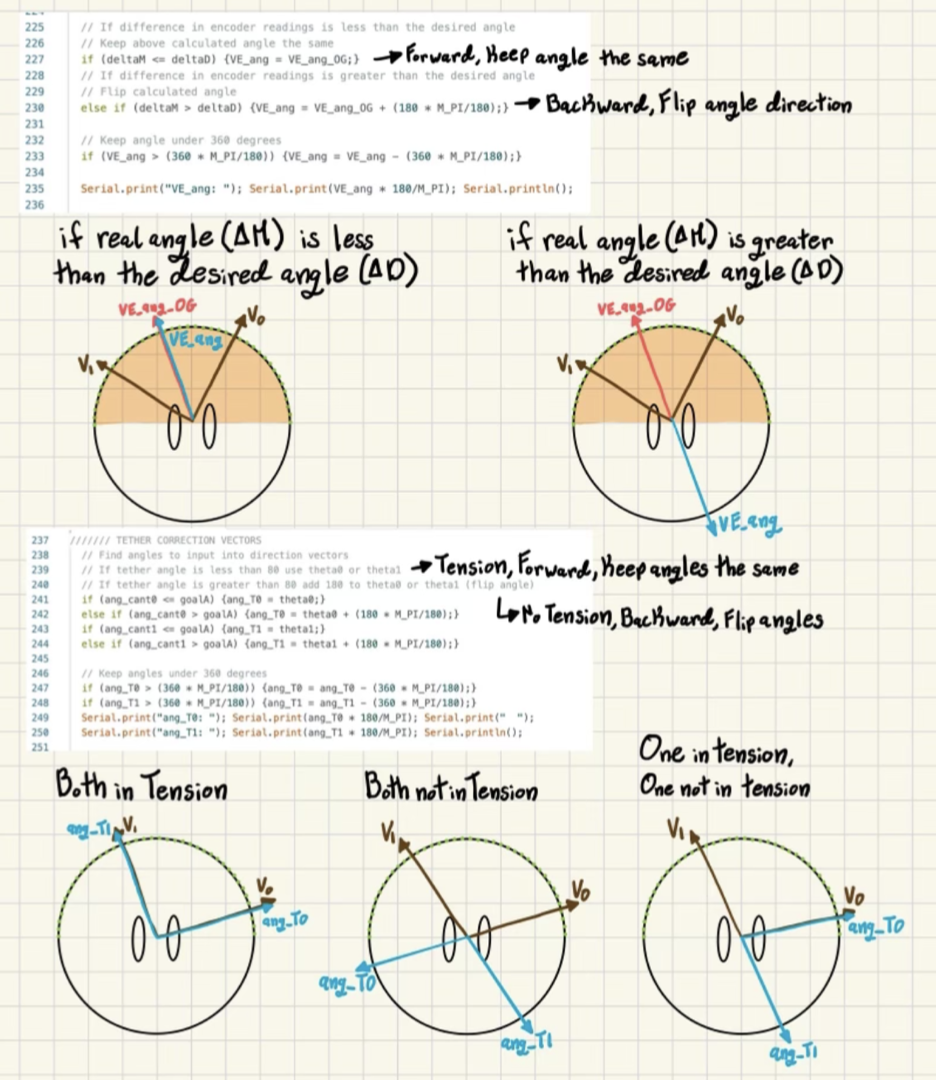 225 // If difference in encoder readings is less than the desired angle
226 // Keep above calculated angle the same
227 if (deltaM <= deltaD) {VE_ang = VE_ang_OG;} → Forward, Keep angle the same
228 // If difference in encoder readings is greater than the desired angle
229 // Flip calculated angle
230 else if (deltaM > deltaD) {VE_ang = VE_ang_OG + (180 * M_PI/180);} → Backward, Flip angle direction
231
232 // Keep angle under 360 degrees
233 if (VE_ang > (360 * M_PI/180)) {VE_ang = VE_ang - (360 * M_PI/180);}
234
235 Serial.print("VE_ang: "); Serial.print(VE_ang * 180/M_PI); Serial.println();
236
if real angle (ΔM) is less
than the desired angle (ΔD)
if real angle (ΔM) is greater
than the desired angle (ΔD)
VE_ang_OG
V0
VE_ang
V1
VE_ang_OG
V0
V1
VE_ang
237 /////// TETHER CORRECTION VECTORS
238 // Find angles to input into direction vectors
239 // If tether angle is less than 80 use theta0 or theta1 → Tension, Forward, Keep angles the same
240 // If tether angle is greater than 80 add 180 to theta0 or theta1 (flip angle)
↳ No Tension, Backward, Flip angles
241 if (ang_cant0 <= goalA) {ang_T0 = theta0;}
242 else if (ang_cant0 > goalA) {ang_T0 = theta0 + (180 * M_PI/180);}
243 if (ang_cant1 <= goalA) {ang_T1 = theta1;}
244 else if (ang_cant1 > goalA) {ang_T1 = theta1 + (180 * M_PI/180);}
245
246 // Keep angles under 360 degrees
247 if (ang_T0 > (360 * M_PI/180)) {ang_T0 = ang_T0 - (360 * M_PI/180);}
248 if (ang_T1 > (360 * M_PI/180)) {ang_T1 = ang_T1 - (360 * M_PI/180);}
249 Serial.print("ang_T0: "); Serial.print(ang_T0 * 180/M_PI); Serial.print("  ");
250 Serial.print("ang_T1: "); Serial.print(ang_T1 * 180/M_PI); Serial.println();
251
Both in Tension
Both not in Tension
One in tension,
One not in tension
ang_T1
V1
V0
ang_T0
V1
V0
ang_T0
ang_T1
V1
V0
ang_T0
ang_T1